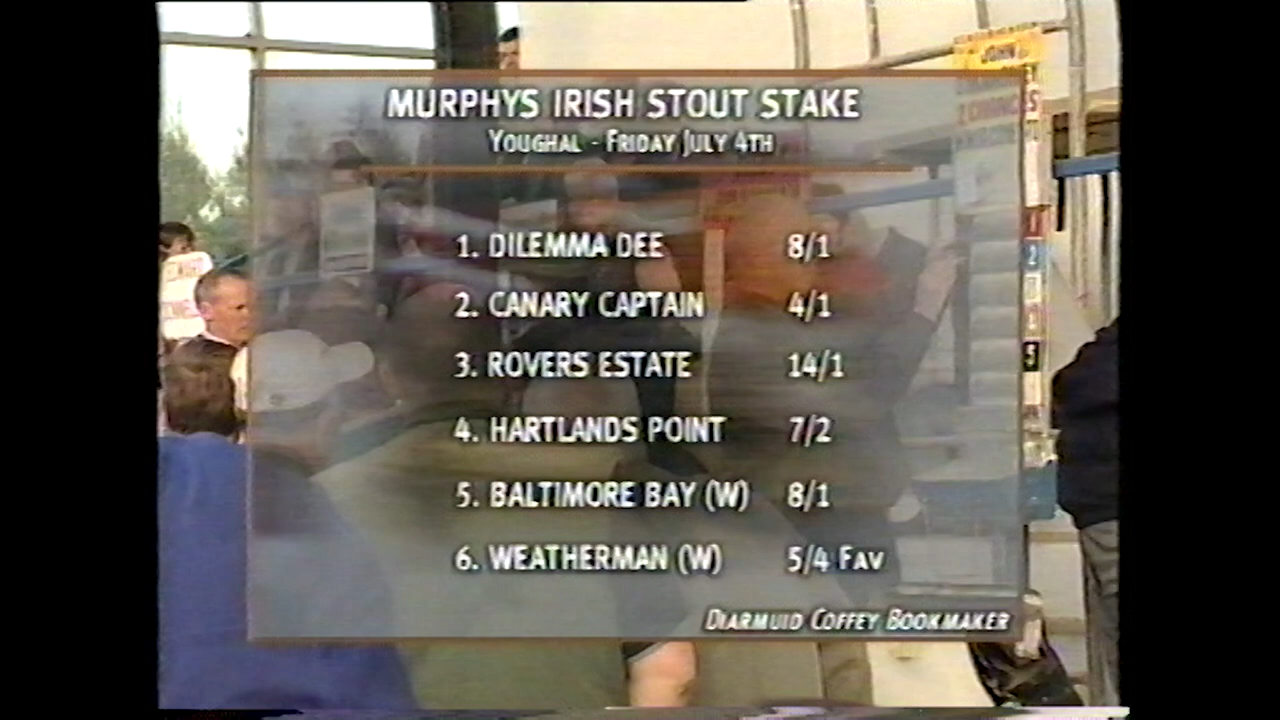 MURPHYS IRISH STOUT STAKE
YOUGHAL - FRIDAY JULY 4TH
1. DILEMMA DEE 8/1
2. CANARY CAPTAIN 4/1
3. ROVERS ESTATE 14/1
4. HARTLANDS POINT 7/2
5. BALTIMORE BAY (W) 8/1
6. WEATHERMAN (W) 5/4 FAV
DIARMUID COFFEY BOOKMAKER